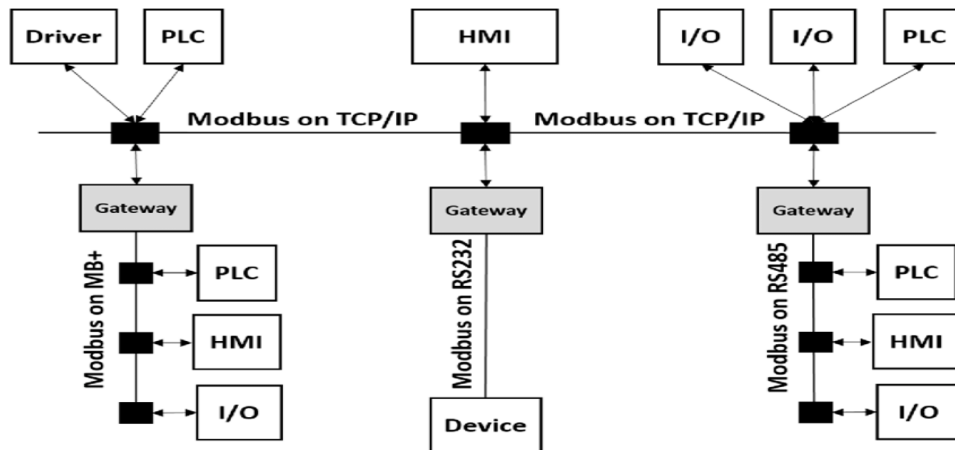 Driver
PLC
HMI
I/O
I/O
PLC
Modbus on TCP/IP
Modbus on TCP/IP
Gateway
Gateway
Gateway
Modbus on MB+
PLC
HMI
I/O
Modbus on RS232
Device
Modbus on RS485
PLC
HMI
I/O